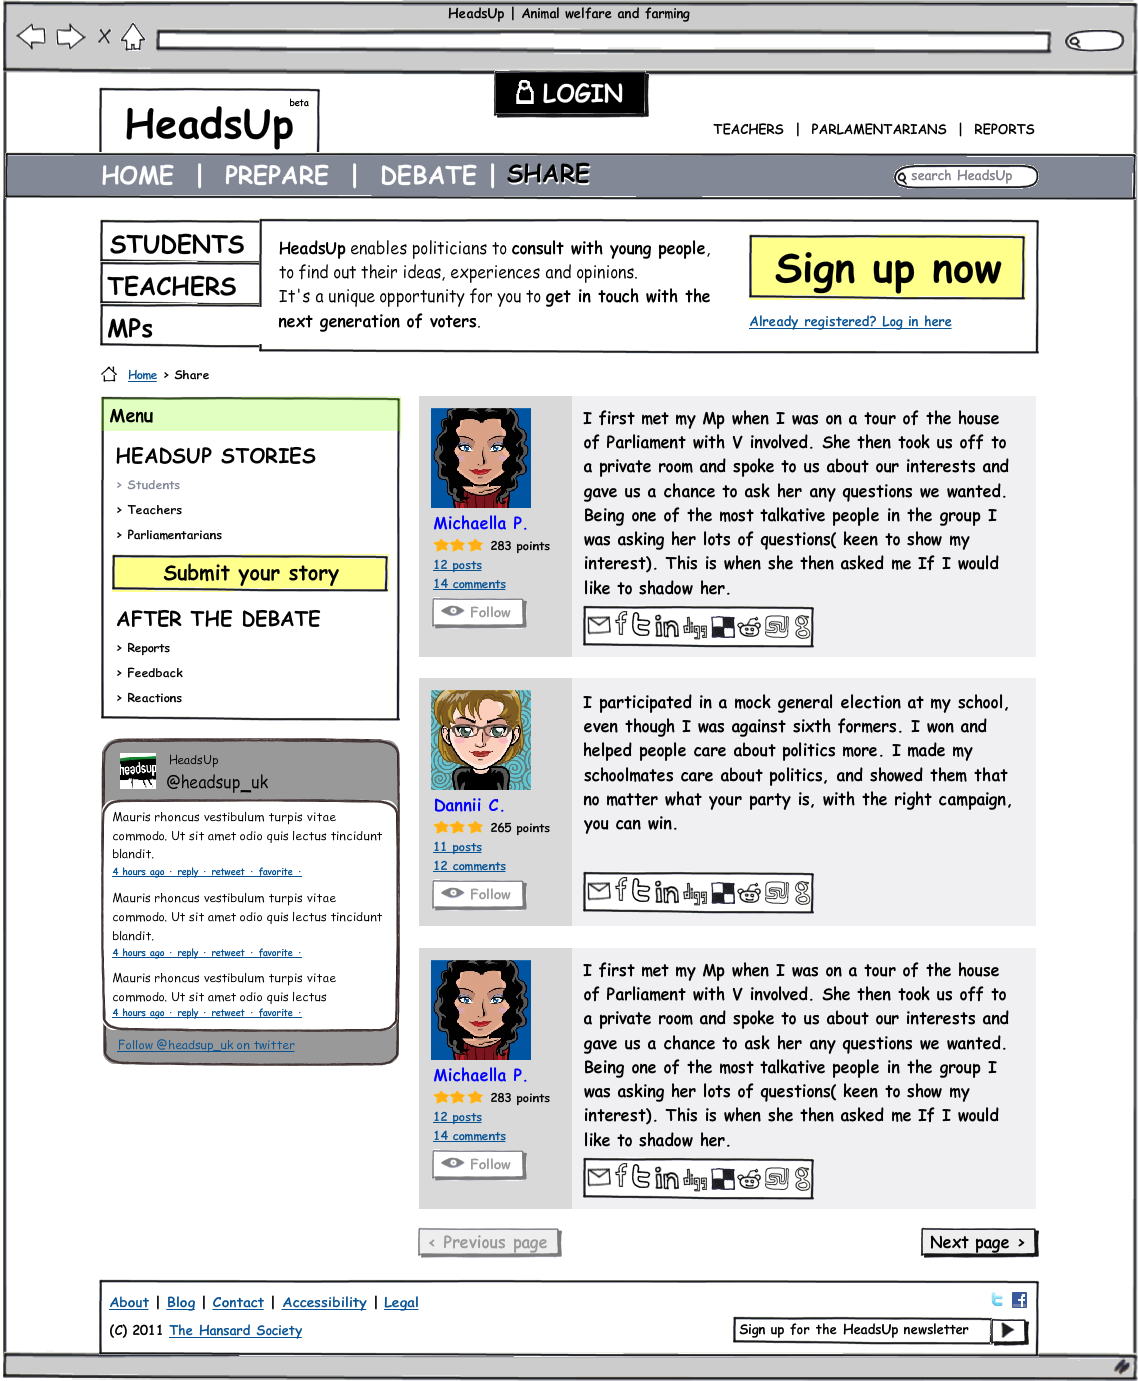 HeadsUp | Animal welfare and farming
LOGIN
HeadsUp beta
TEACHERS | PARLAMENTARIANS | REPORTS
HOME | PREPARE | DEBATE | SHARE
search HeadsUp
STUDENTS
TEACHERS
MPs
HeadsUp enables politicians to consult with young people,
to find out their ideas, experiences and opinions.
It's a unique opportunity for you to get in touch with the
next generation of voters.
Sign up now
Already registered? Log in here
Home > Share
Menu
HEADSUP STORIES
> Students
> Teachers
> Parliamentarians
Submit your story
AFTER THE DEBATE
> Reports
> Feedback
> Reactions
headsup
HeadsUp
@headsup_uk
Mauris rhoncus vestibulum turpis vitae
commodo. Ut sit amet odio quis lectus tincidunt
blandit.
4 hours ago · reply · retweet · favorite ·
Mauris rhoncus vestibulum turpis vitae
commodo. Ut sit amet odio quis lectus tincidunt
blandit.
4 hours ago · reply · retweet · favorite ·
Mauris rhoncus vestibulum turpis vitae
commodo. Ut sit amet odio quis lectus
4 hours ago · reply · retweet · favorite ·
Follow @headsup_uk on twitter
Michaella P.
283 points
12 posts
14 comments
Follow
I first met my Mp when I was on a tour of the house
of Parliament with V involved. She then took us off to
a private room and spoke to us about our interests and
gave us a chance to ask her any questions we wanted.
Being one of the most talkative people in the group I
was asking her lots of questions( keen to show my
interest). This is when she then asked me If I would
like to shadow her.
f t in digg g
Dannii C.
265 points
11 posts
12 comments
Follow
I participated in a mock general election at my school,
even though I was against sixth formers. I won and
helped people care about politics more. I made my
schoolmates care about politics, and showed them that
no matter what your party is, with the right campaign,
you can win.
f t in digg g
Michaella P.
283 points
12 posts
14 comments
Follow
I first met my Mp when I was on a tour of the house
of Parliament with V involved. She then took us off to
a private room and spoke to us about our interests and
gave us a chance to ask her any questions we wanted.
Being one of the most talkative people in the group I
was asking her lots of questions( keen to show my
interest). This is when she then asked me If I would
like to shadow her.
f t in digg g
< Previous page
Next page >
About | Blog | Contact | Accessibility | Legal
t f
(C) 2011 The Hansard Society
Sign up for the HeadsUp newsletter